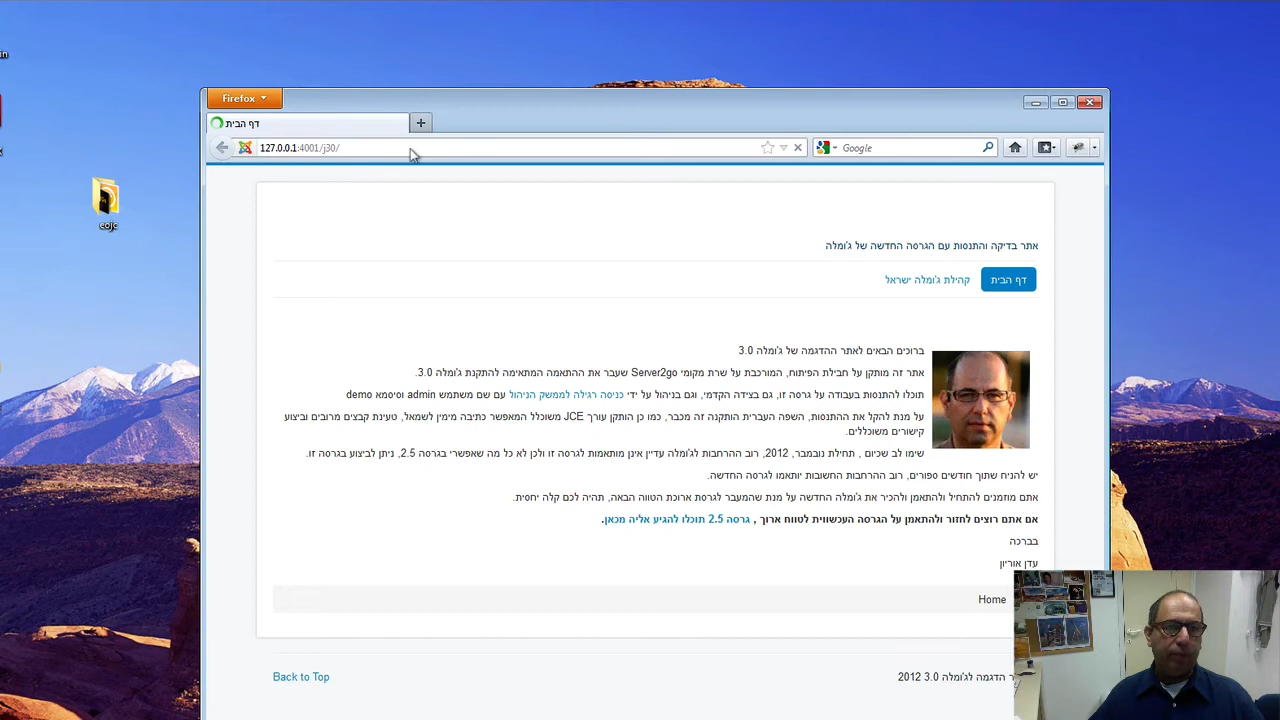 Firefox
דף הבית
127.0.0.1:4001/j30/
Google
eojc
אתר בדיקה והתנסות עם הגרסה החדשה של ג'ומלה
דף הבית
קהילת ג'ומלה ישראל
ברוכים הבאים לאתר ההדגמה של ג'ומלה 3.0
אתר זה מותקן על חבילת הפיתוח, המורכבת על שרת מקומי Server2go שעבר את ההתאמה המתאימה להתקנת ג'ומלה 3.0.
תוכלו להתנסות בעבודה על גרסה זו, גם בצידה הקדמי, וגם בניהול על ידי כניסה רגילה לממשק הניהול עם שם משתמש admin וסיסמא demo
על מנת להקל את ההתנסות, השפה העברית הותקנה זה מכבר, כמו כן הותקן עורך JCE משוכלל המאפשר כתיבה מימין לשמאל, טעינת קבצים מרובים וביצוע
קישורים משוכללים.
שימו לב שכיום , תחילת נובמבר, 2012, רוב ההרחבות לג'ומלה עדיין אינן מותאמות לגרסה זו ולכן לא כל מה שאפשרי בגרסה 2.5, ניתן לביצוע בגרסה זו.
יש להניח שתוך חודשים ספורים, רוב ההרחבות החשובות יותאמו לגרסה החדשה.
אתם מוזמנים להתחיל ולהתאמן ולהכיר את ג'ומלה החדשה על מנת שהמעבר לגרסת ארוכת הטווח הבאה, תהיה לכם קלה יחסית.
אם אתם רוצים לחזור ולהתאמן על הגרסה העכשווית לטווח ארוך , גרסה 2.5 תוכלו להגיע אליה מכאן.
בברכה
עדן אוריון
Home
Back to Top
הדגמה לג'ומלה 3.0 2012